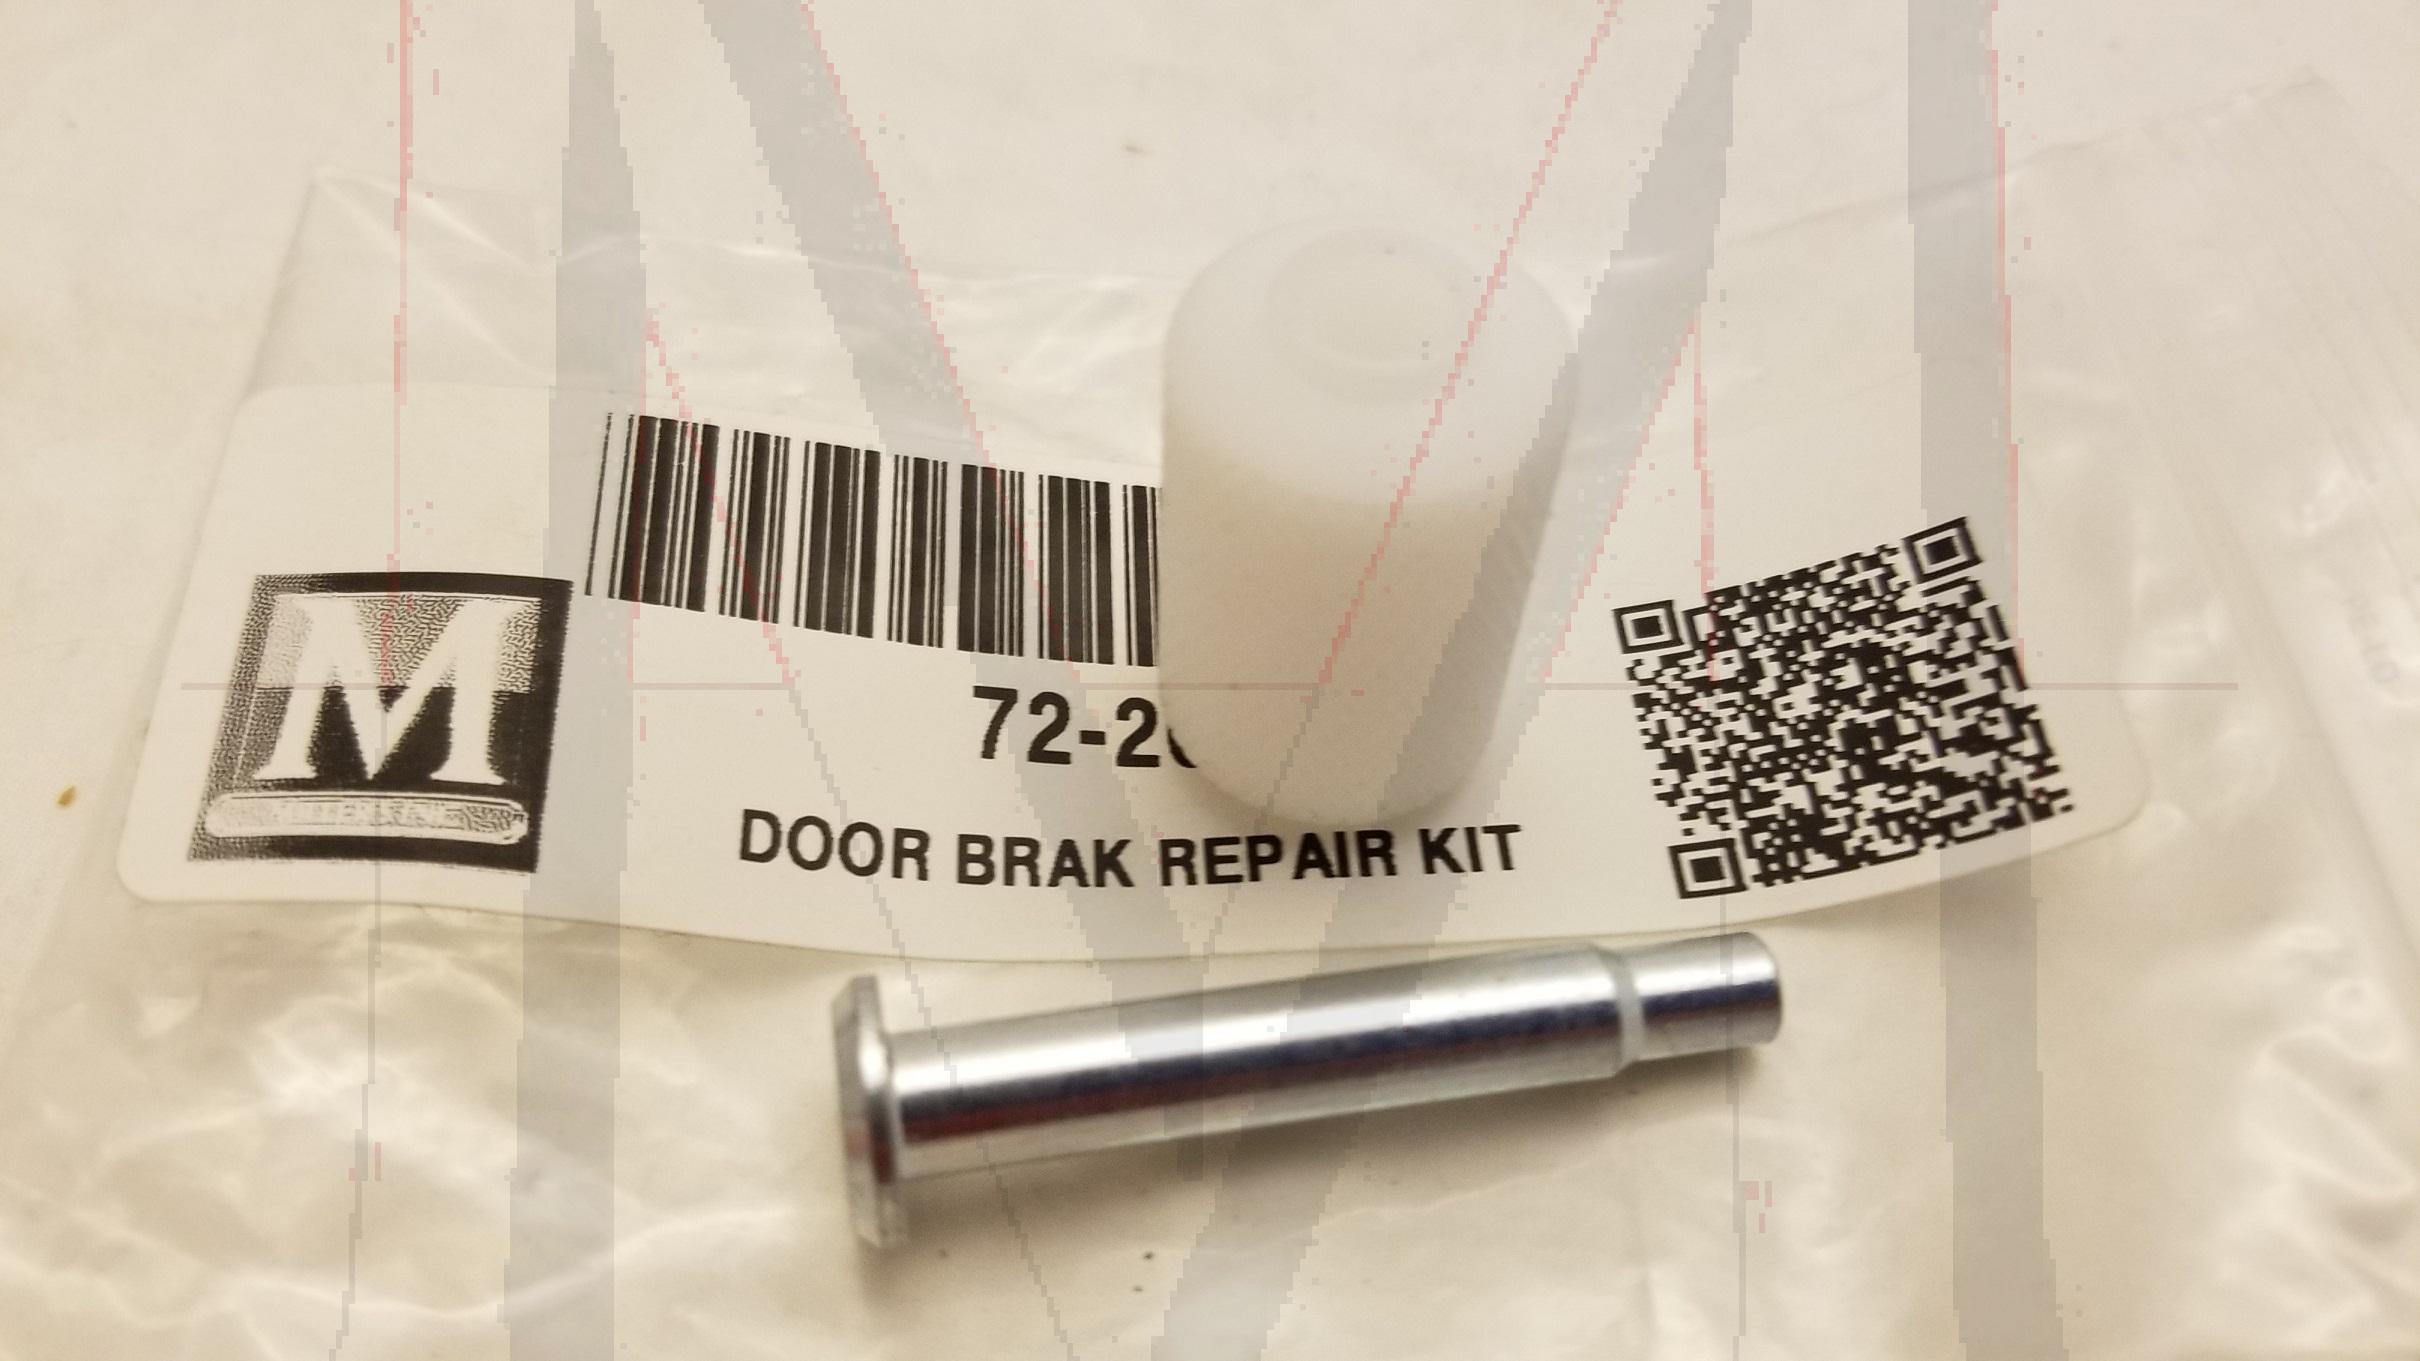 M
72-2
DOOR BRAK REPAIR KIT